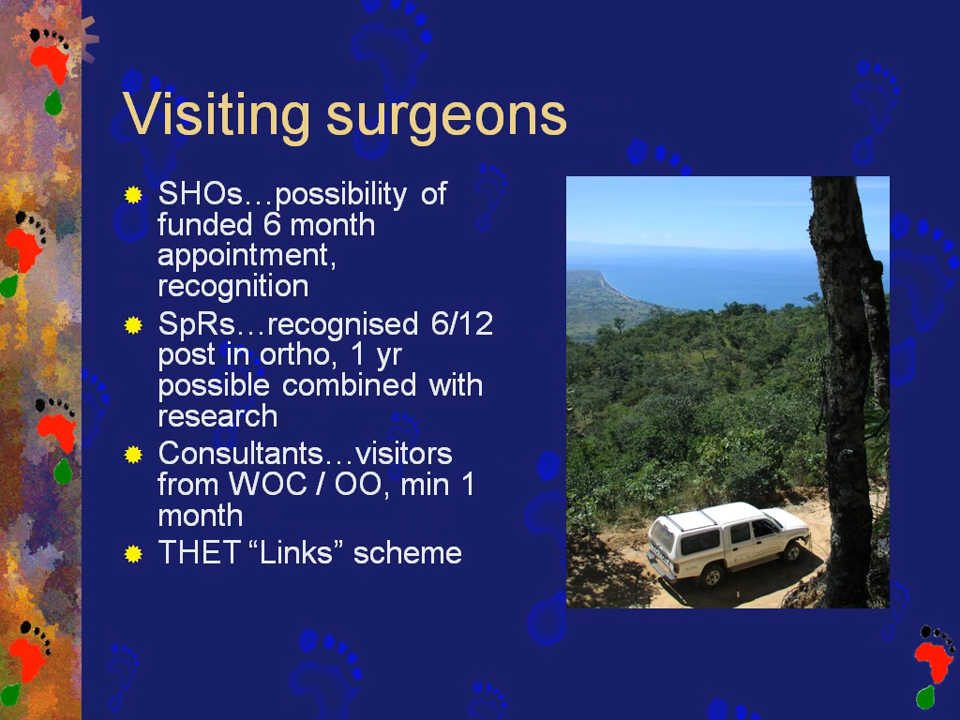 Visiting surgeons
SHOs…possibility of
funded 6 month
appointment,
recognition
SpRs…recognised 6/12
post in ortho, 1 yr
possible combined with
research
Consultants…visitors
from WOC / OO, min 1
month
THET “Links” scheme